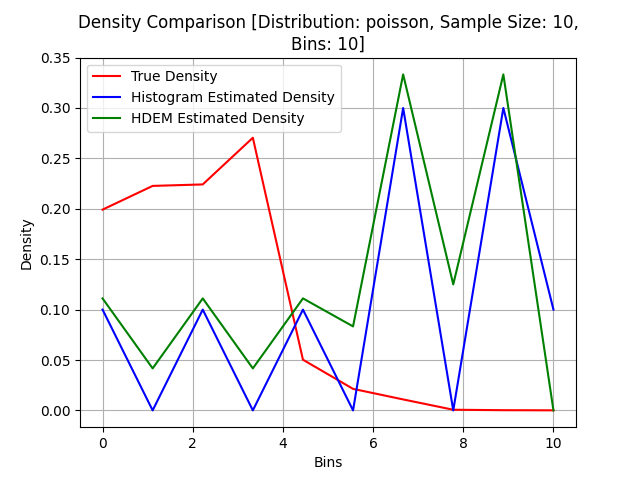 Density Comparison [Distribution: poisson, Sample Size: 10,
Bins: 10]
0.35
0.30
0.25
0.20
0.15
0.10
0.05
0.00
Density
True Density
Histogram Estimated Density
HDEM Estimated Density
0 2 4 6 8 10
Bins